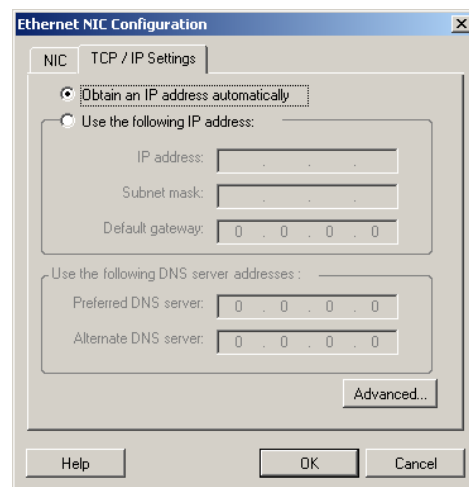 Ethernet NIC Configuration
NIC
TCP / IP Settings
Obtain an IP address automatically
Use the following IP address:
IP address: . . .
Subnet mask: . . .
Default gateway: 0 . 0 . 0 . 0
Use the following DNS server addresses :
Preferred DNS server: 0 . 0 . 0 . 0
Alternate DNS server: 0 . 0 . 0 . 0
Advanced...
Help
OK
Cancel